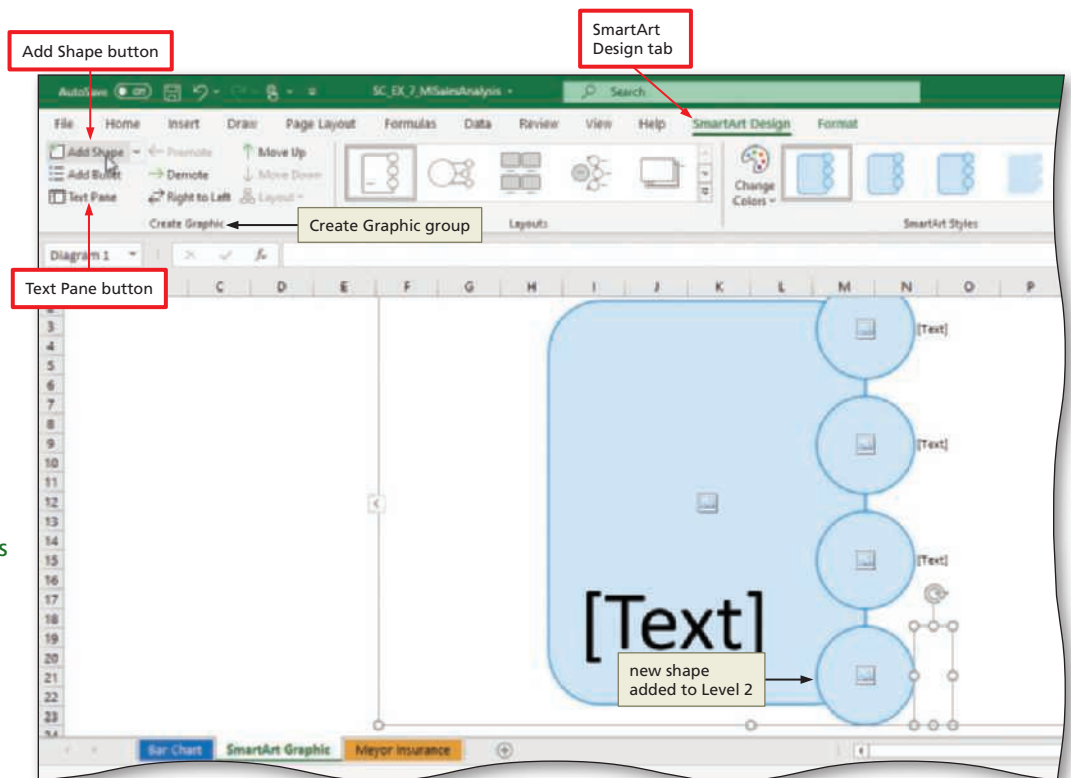 SmartArt
Design tab
Add Shape button
AutoSave Off SC_EX_7_MISalesAnalysis Search
File Home Insert Draw Page Layout Formulas Data Review View Help SmartArt Design Format
Add Shape Promote Move Up
Add Bullet Demote Move Down
Text Pane Right to Left Layout
Change
Colors
Create Graphic Create Graphic group Layouts SmartArt Styles
Diagram 1 fx
Text Pane button
C D E F G H I J K L M N O P
2
3 [Text]
4
5
6
7
8
9 [Text]
10
11
12
13
14
S
15 [Text]
16
17
18
[Text]
19
20
new shape
added to Level 2
21
22
23
24
Bar Chart SmartArt Graphic Meyor Insurance